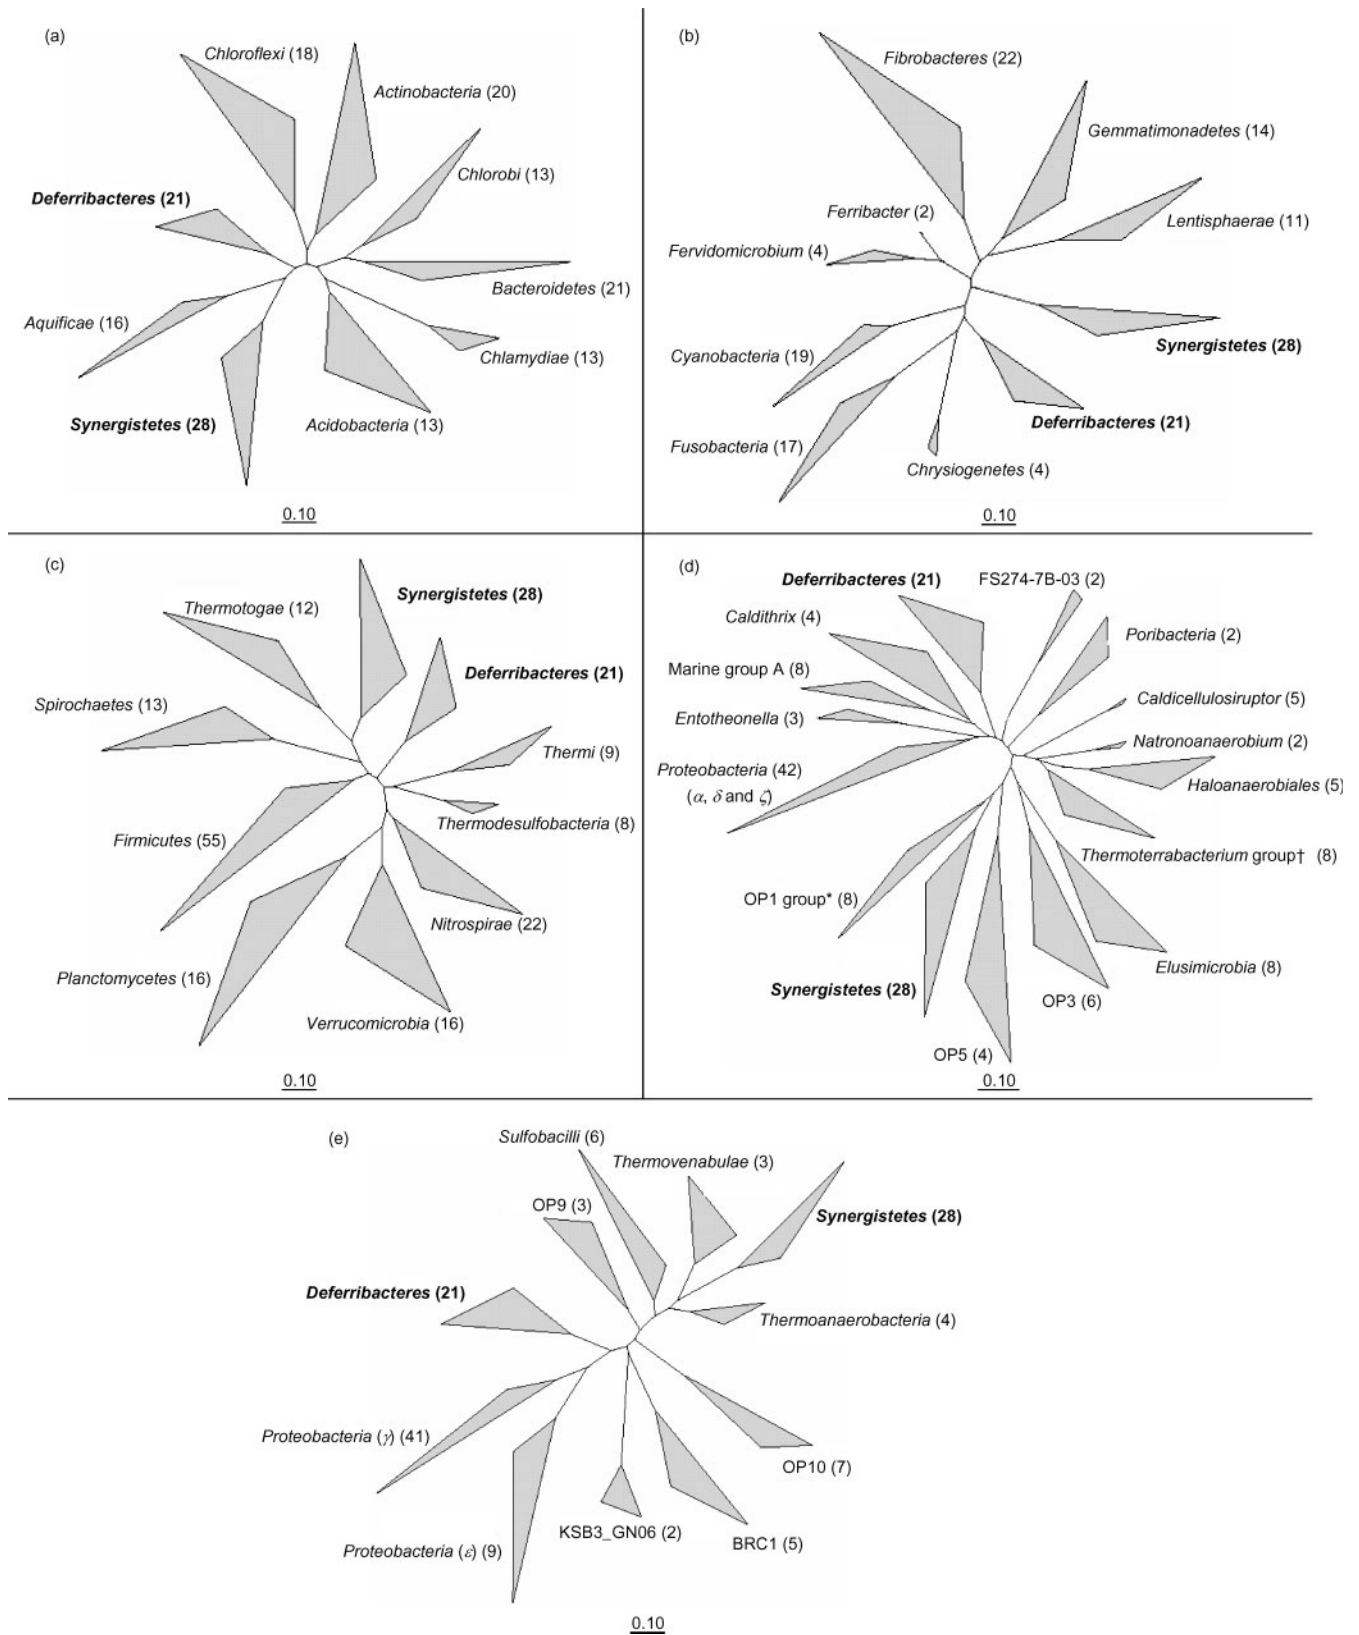 (a)
Chloroflexi (18)
Actinobacteria (20)
Chlorobi (13)
Deferribacteres (21)
Bacteroidetes (21)
Aquificae (16)
Chlamydiae (13)
Synergistetes (28)
Acidobacteria (13)
0.10
(b)
Fibrobacteres (22)
Gemmatimonadetes (14)
Ferribacter (2)
Lentisphaerae (11)
Fervidomicrobium (4)
Synergistetes (28)
Cyanobacteria (19)
Deferribacteres (21)
Fusobacteria (17)
Chrysiogenetes (4)
0.10
(c)
Synergistetes (28)
Thermotogae (12)
Deferribacteres (21)
Spirochaetes (13)
Thermi (9)
Thermodesulfobacteria (8)
Firmicutes (55)
Nitrospirae (22)
Planctomycetes (16)
Verrucomicrobia (16)
0.10
(d)
Deferribacteres (21)
FS274-7B-03 (2)
Caldithrix (4)
Poribacteria (2)
Marine group A (8)
Caldicellulosiruptor (5)
Entotheonella (3)
Natronoanaerobium (2)
Proteobacteria (42)
(α, δ and ζ)
Haloanaerobiales (5)
Thermoterrabacterium group† (8)
OP1 group* (8)
Elusimicrobia (8)
Synergistetes (28)
OP3 (6)
OP5 (4)
0.10
(e)
Sulfobacilli (6)
Thermovenabulae (3)
OP9 (3)
Synergistetes (28)
Deferribacteres (21)
Thermoanaerobacteria (4)
Proteobacteria (γ) (41)
OP10 (7)
KSB3_GN06 (2)
BRC1 (5)
Proteobacteria (ε) (9)
0.10